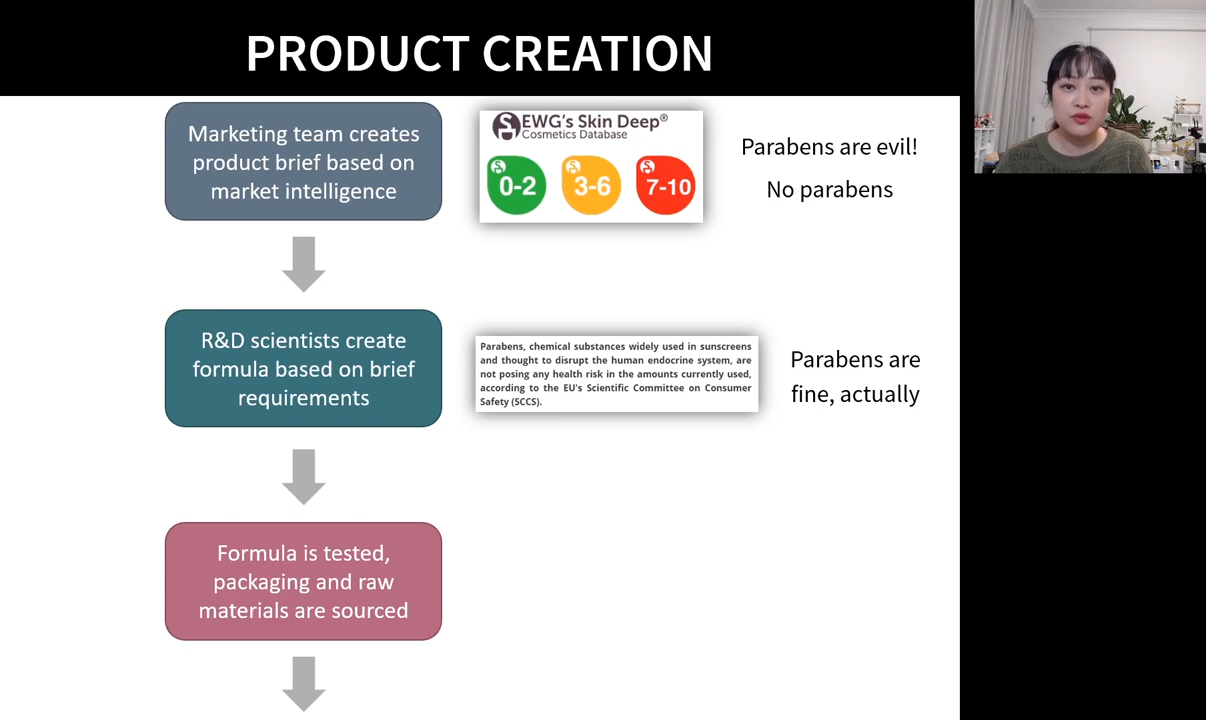 PRODUCT CREATION
Marketing team creates
product brief based on
market intelligence
EWG's Skin Deep®
Cosmetics Database
0-2
3-6
7-10
Parabens are evil!
No parabens
R&D scientists create
formula based on brief
requirements
Parabens, chemical substances widely used in sunscreens
and thought to disrupt the human endocrine system, are
not posing any health risk in the amounts currently used,
according to the EU's Scientific Committee on Consumer
Safety (SCCS).
Parabens are
fine, actually
Formula is tested,
packaging and raw
materials are sourced